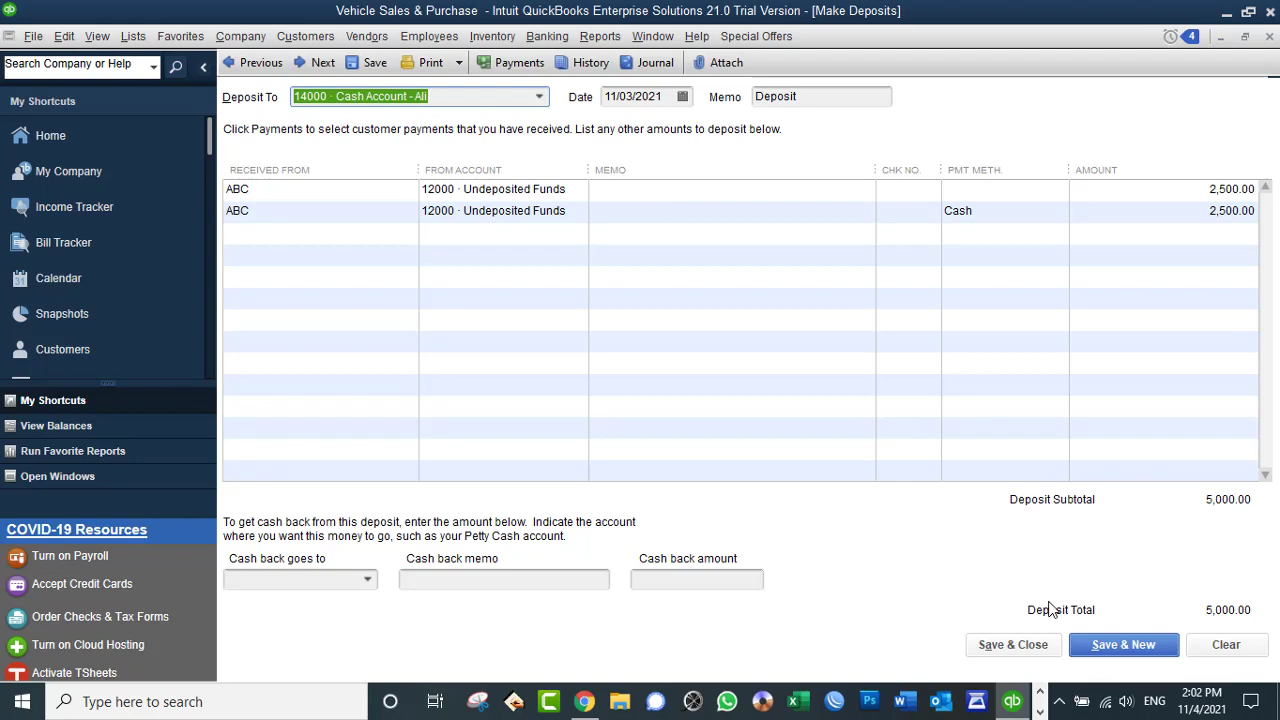 Vehicle Sales & Purchase - Intuit QuickBooks Enterprise Solutions 21.0 Trial Version - [Make Deposits]
File Edit View Lists Favorites Company Customers Vendors Employees Inventory Banking Reports Window Help Special Offers 4
Search Company or Help
Previous Next Save Print Payments History Journal Attach
My Shortcuts
Home
My Company
Income Tracker
Bill Tracker
Calendar
31
Snapshots
Customers
My Shortcuts
View Balances
Run Favorite Reports
Open Windows
COVID-19 Resources
Turn on Payroll
Accept Credit Cards
Order Checks & Tax Forms
Turn on Cloud Hosting
Activate TSheets
Deposit To 14000 · Cash Account - Ali Date 11/03/2021 Memo Deposit
Click Payments to select customer payments that you have received. List any other amounts to deposit below.
RECEIVED FROM FROM ACCOUNT MEMO CHK NO. PMT METH. AMOUNT
ABC 12000 · Undeposited Funds 2,500.00
ABC 12000 · Undeposited Funds Cash 2,500.00
Deposit Subtotal 5,000.00
To get cash back from this deposit, enter the amount below. Indicate the account
where you want this money to go, such as your Petty Cash account.
Cash back goes to Cash back memo Cash back amount
Deposit Total 5,000.00
Save & Close Save & New Clear
Type here to search
ENG
2:02 PM
11/4/2021